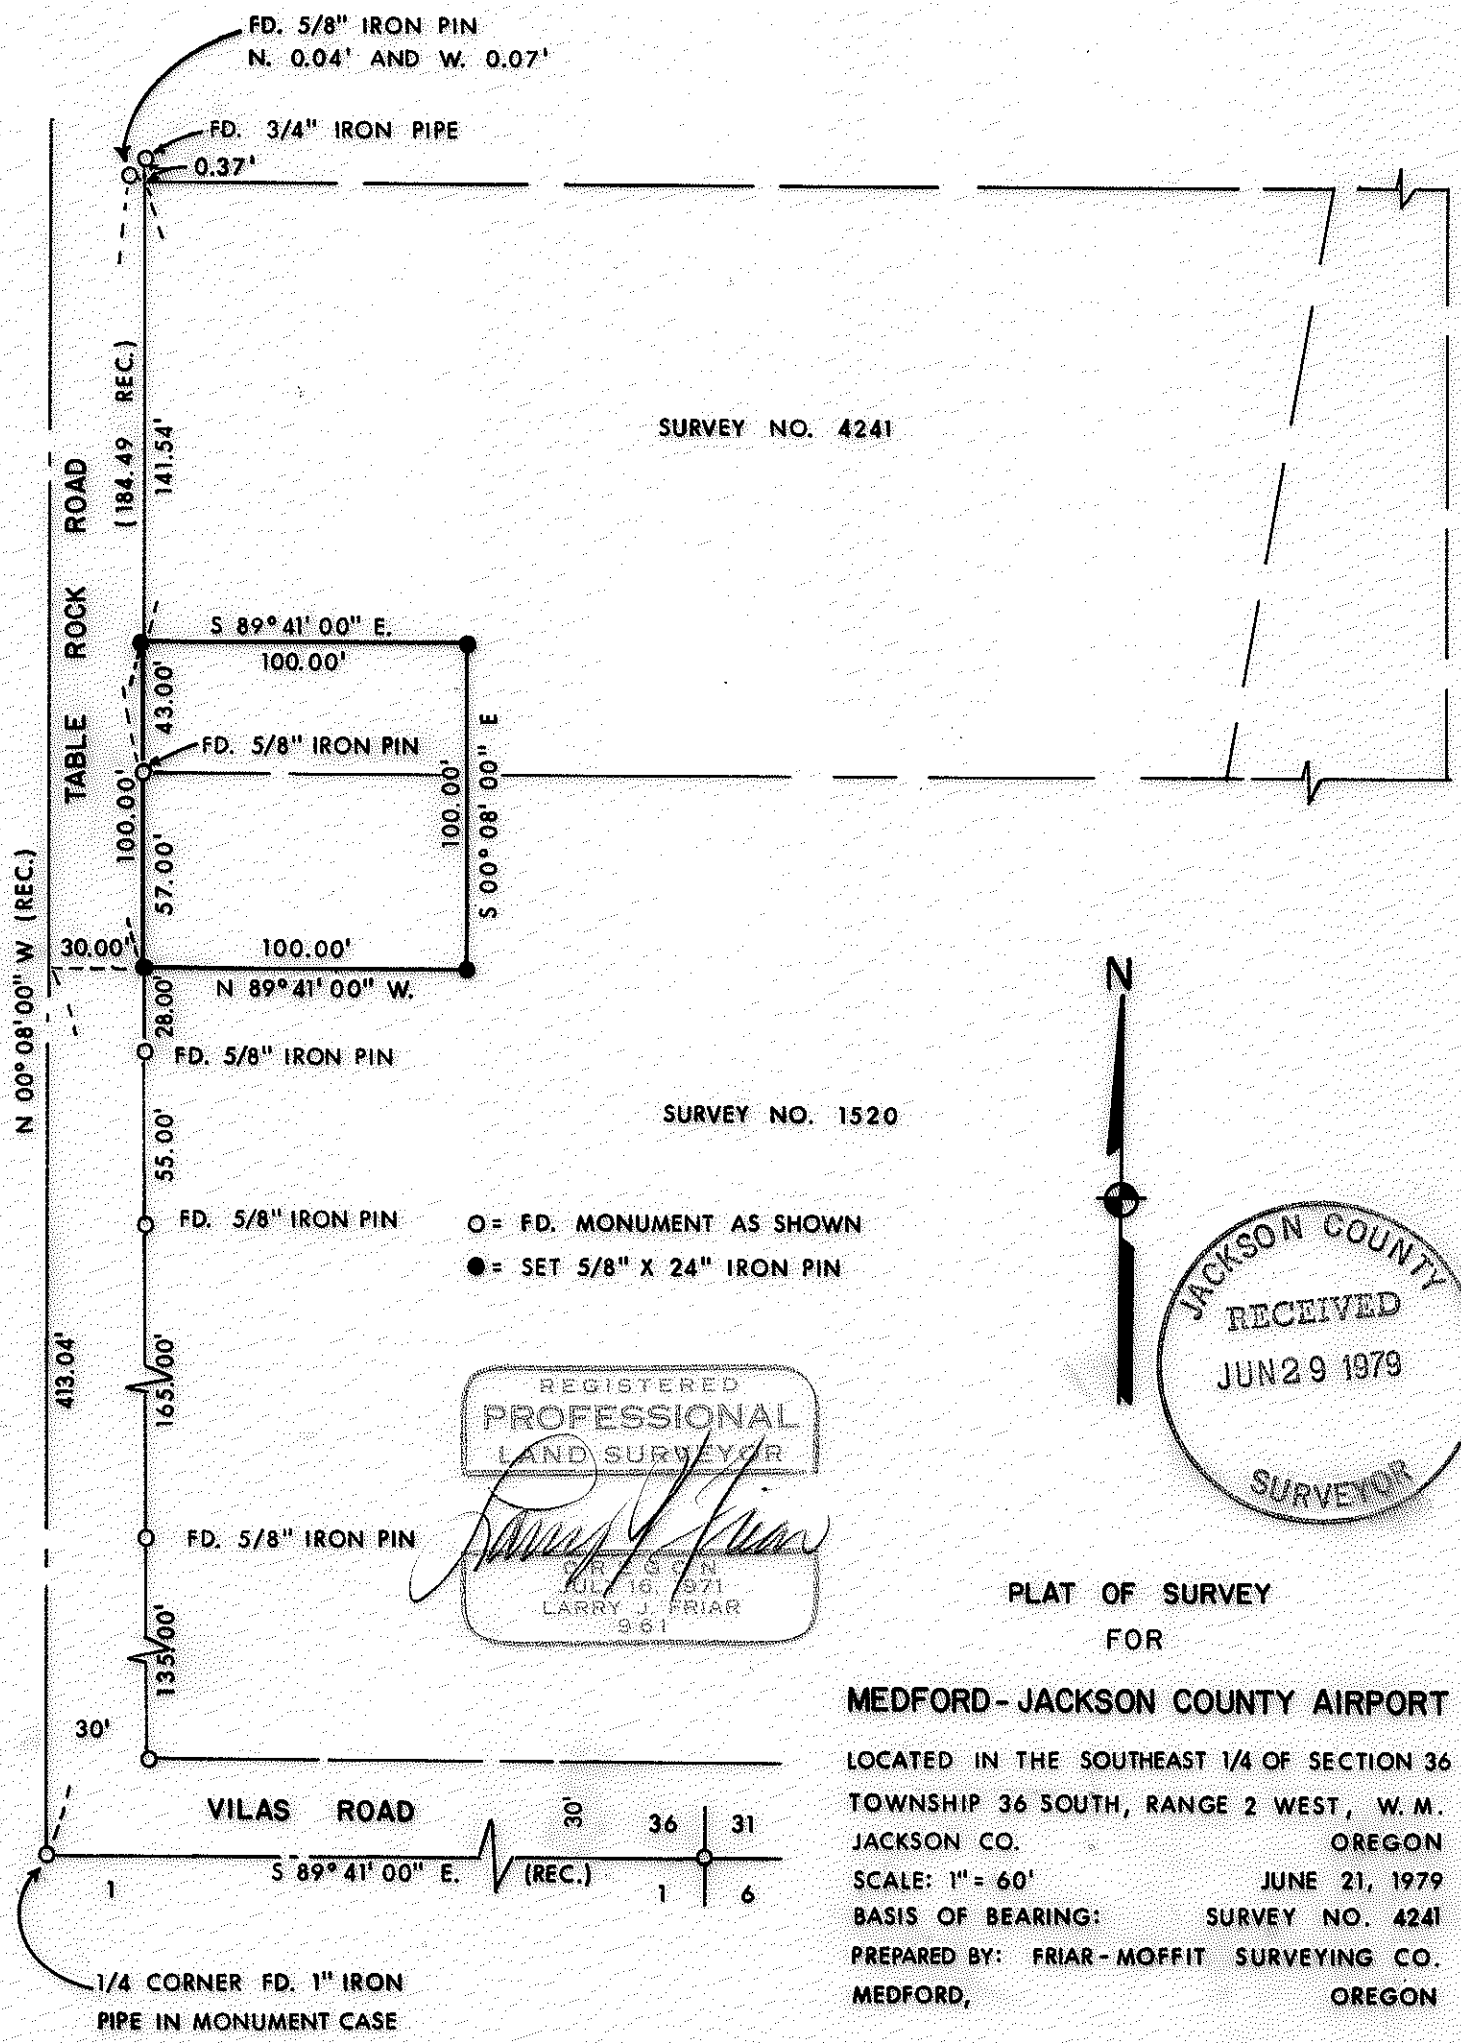 FD. 5/8" IRON PIN
N. 0.04' AND W. 0.07'
FD. 3/4" IRON PIPE
0.37'
(184.49 REC.)
141.54'
SURVEY NO. 4241
TABLE ROCK ROAD
S 89° 41' 00" E.
100.00'
43.00'
FD. 5/8" IRON PIN
100.00'
57.00'
100.00'
S 00° 08' 00" E
N 00° 08' 00" W (REC.)
30.00'
100.00'
N 89° 41' 00" W.
28.00'
FD. 5/8" IRON PIN
55.00'
SURVEY NO. 1520
N
FD. 5/8" IRON PIN
O = FD. MONUMENT AS SHOWN
● = SET 5/8" X 24" IRON PIN
JACKSON COUNTY
RECEIVED
JUN 29 1979
SURVEYOR
413.04'
165.00'
REGISTERED
PROFESSIONAL
LAND SURVEYOR
Larry J Friar
OREGON
JULY 16, 1971
LARRY J. FRIAR
961
FD. 5/8" IRON PIN
135.00'
30'
VILAS ROAD
30'
36 31
S 89° 41' 00" E. (REC.)
1 1 6
1/4 CORNER FD. 1" IRON
PIPE IN MONUMENT CASE
PLAT OF SURVEY
FOR
MEDFORD - JACKSON COUNTY AIRPORT
LOCATED IN THE SOUTHEAST 1/4 OF SECTION 36
TOWNSHIP 36 SOUTH, RANGE 2 WEST, W.M.
JACKSON CO. OREGON
SCALE: 1" = 60' JUNE 21, 1979
BASIS OF BEARING: SURVEY NO. 4241
PREPARED BY: FRIAR - MOFFIT SURVEYING CO.
MEDFORD, OREGON